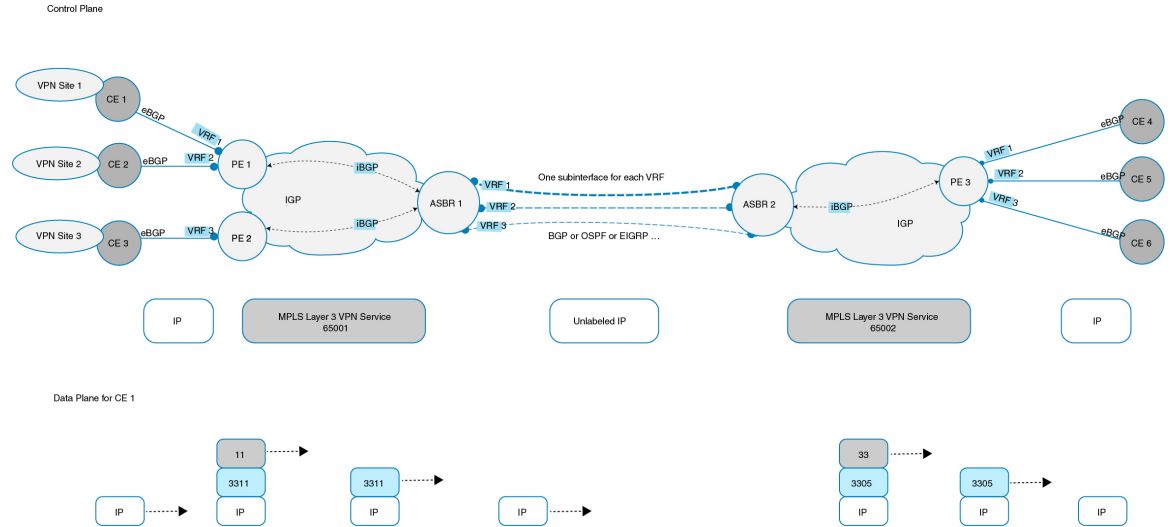 Control Plane
VPN Site 1
CE 1
eBGP
VRF 1
VPN Site 2
CE 2
eBGP
VRF 2
VPN Site 3
CE 3
eBGP
VRF 3
PE 1
PE 2
iBGP
IGP
iBGP
ASBR 1
VRF 1
VRF 2
VRF 3
One subinterface for each VRF
BGP or OSPF or EIGRP ...
ASBR 2
iBGP
IGP
PE 3
VRF 1
VRF 2
VRF 3
eBGP
CE 4
eBGP
CE 5
eBGP
CE 6
IP
MPLS Layer 3 VPN Service
65001
Unlabeled IP
MPLS Layer 3 VPN Service
65002
IP
Data Plane for CE 1
IP
11
3311
IP
3311
IP
IP
33
3305
IP
3305
IP
IP